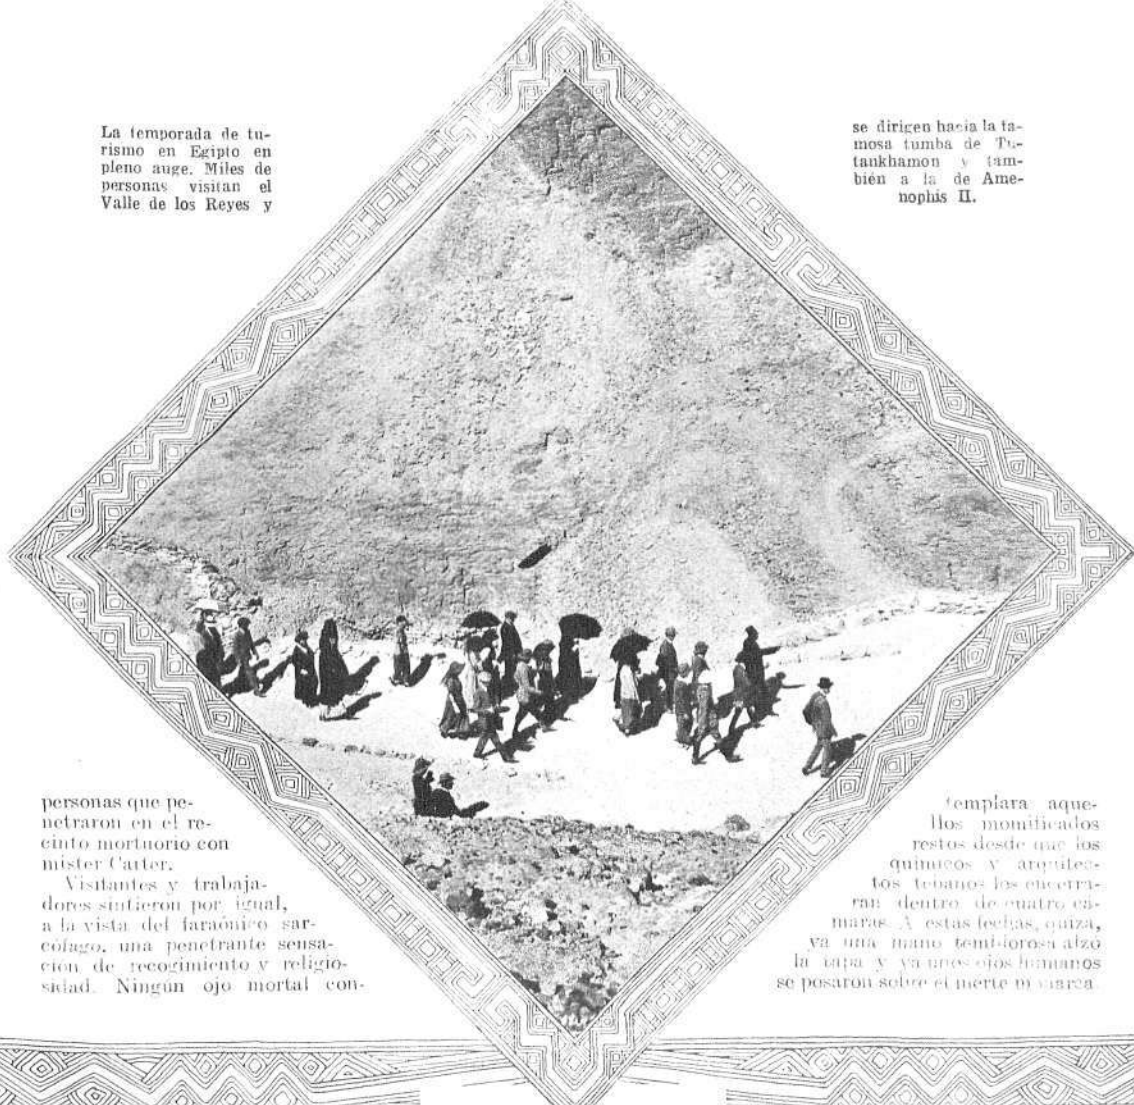 La temporada de tu-
rismo en Egipto en
pleno auge. Miles de
personas visitan el
Valle de los Reyes y
se dirigen hacia la fa-
mosa tumba de Tu-
tankhamon y tam-
bién a la de Ame-
nophis II.
personas que pe-
netraron en el re-
cinto mortuorio con
míster Carter.
Visitantes y trabaja-
dores sintieron por igual,
a la vista del faraónico sar-
cófago, una penetrante sensa-
ción de recogimiento y religio-
sidad. Ningún ojo mortal con-
templara aque-
llos momificados
restos desde que los
químicos y arquitec-
tos tebanos los encerra-
ran dentro de cuatro cá-
maras. A estas fechas, quizá,
ya una mano temblorosa alzó
la tapa y ya unos ojos humanos
se posaron sobre el inerte monarca.